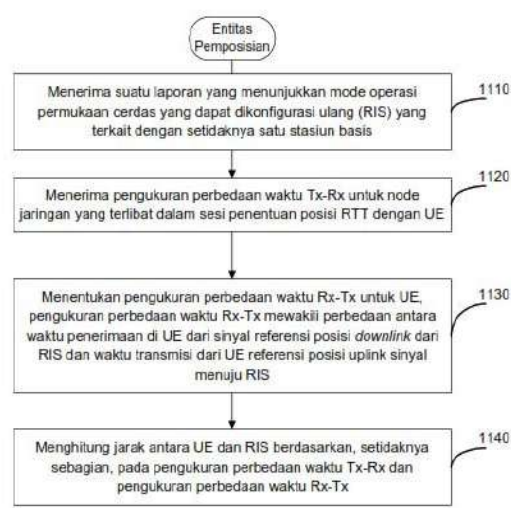 Entitas
Pemposisian
Menerima suatu laporan yang menunjukkan mode operasi
permukaan cerdas yang dapat dikonfigurasi ulang (RIS) yang
terkait dengan setidaknya satu stasiun basis
1110
Menerima pengukuran perbedaan waktu Tx-Rx untuk node
jaringan yang terlibat dalam sesi penentuan posisi RTT dengan UE
1120
Menentukan pengukuran perbedaan waktu Rx-Tx untuk UE,
pengukuran perbedaan waktu Rx-Tx mewakili perbedaan antara
waktu penerimaan di UE dari sinyal referensi posisi downlink dari
RIS dan waktu transmisi dari UE referensi posisi uplink sinyal
menuju RIS
1130
Menghitung jarak antara UE dan RIS berdasarkan, setidaknya
sebagian, pada pengukuran perbedaan waktu Tx-Rx dan
pengukuran perbedaan waktu Rx-Tx
1140